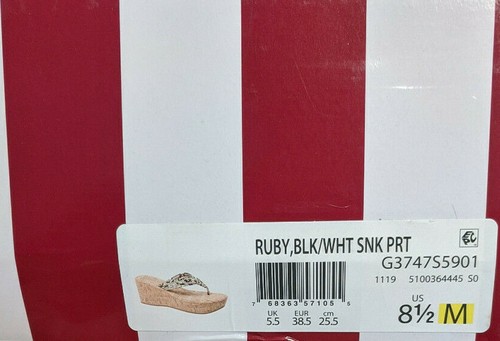 RUBY,BLK/WHT SNK PRT
G3747S5901
1119 5100364445 S0
7 68363 57105 5
UK EUR cm
5.5 38.5 25.5
US
8½ M